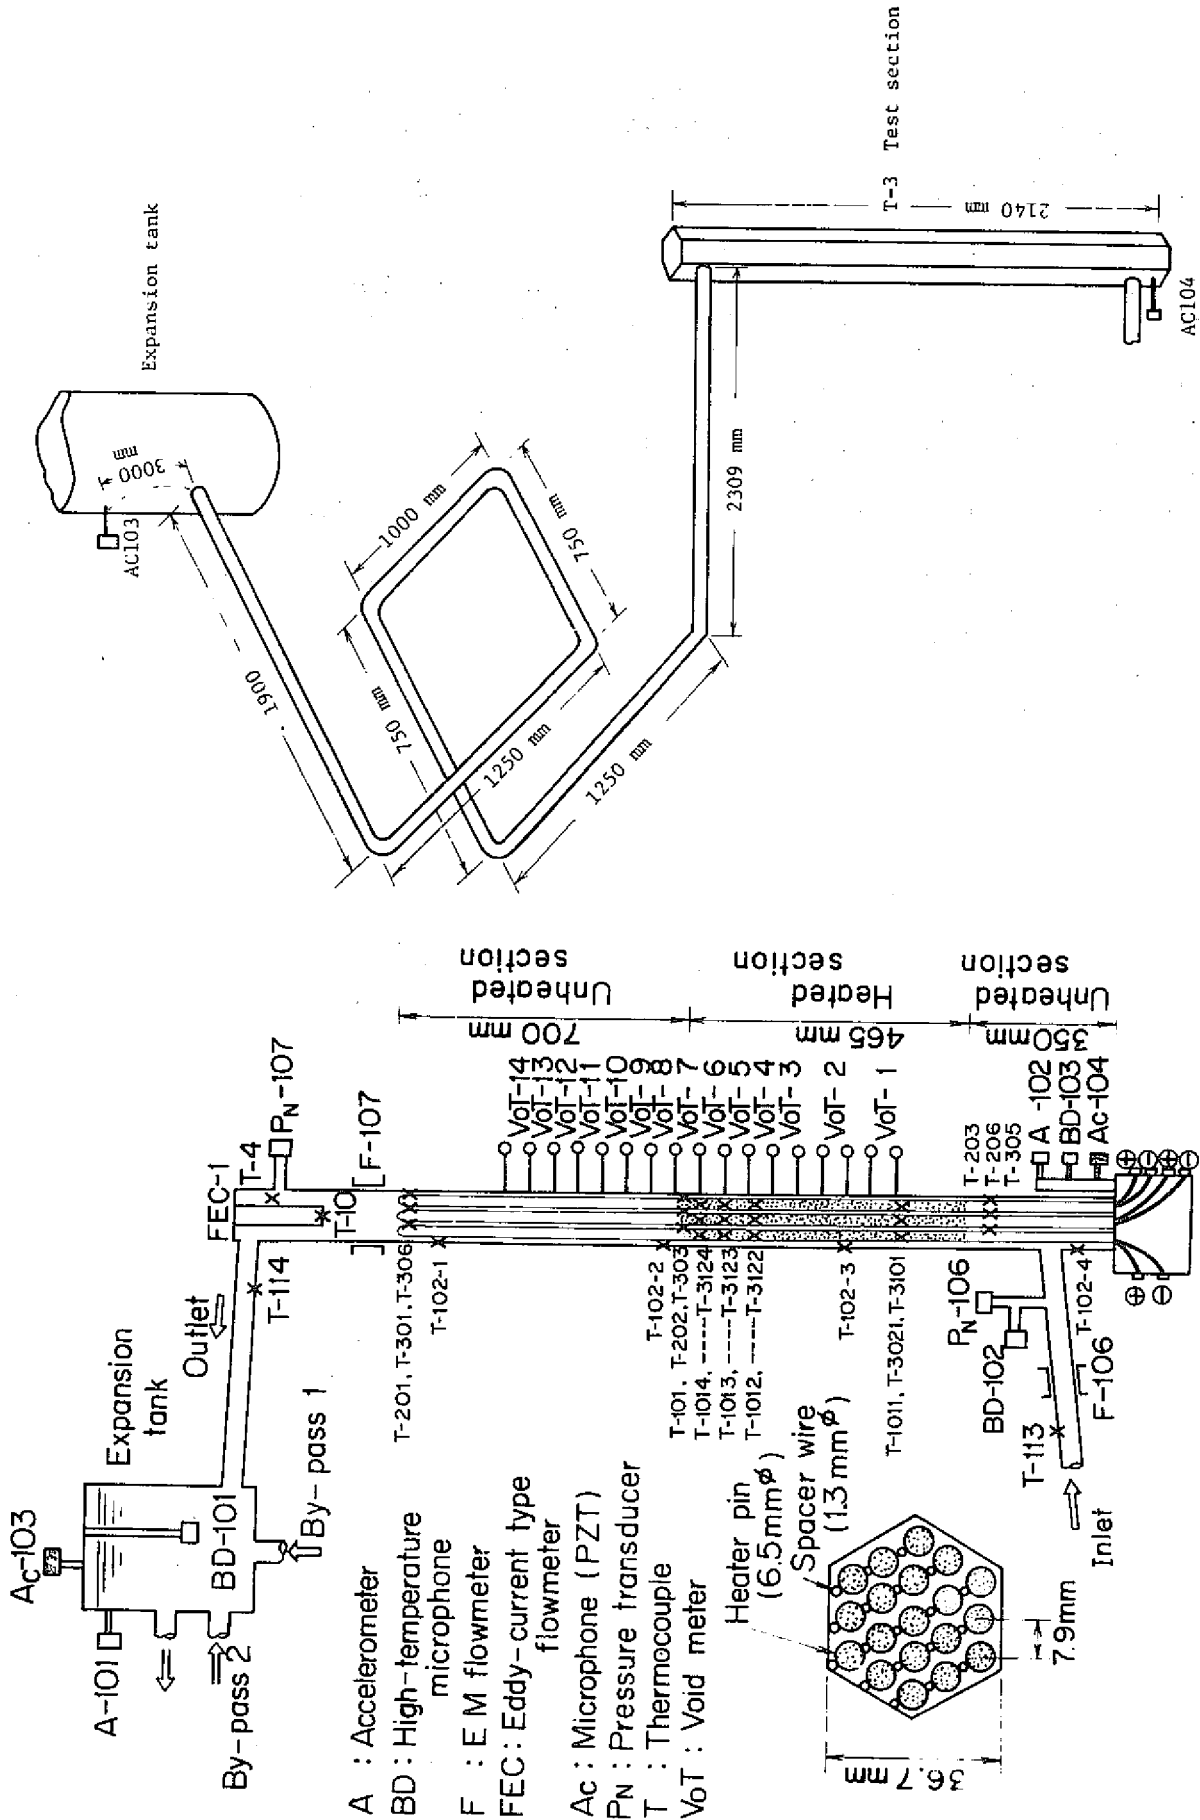 Ac-103
A-101
Expansion
tank
Outlet
BD-101
By-pass 1
By-pass 2
FEC-1
T-4
PN-107
T-114
T-10
F-107
T-201, T-301, T-306
T-102-1
VoT-14
VoT-13
VoT-12
VoT-11
VoT-10
VoT-9
VoT-8
VoT-7
VoT-6
VoT-5
VoT-4
VoT-3
VoT-2
VoT-1
T-102-2
T-1101, T-202, T-303
T-1014, ----T-3124
T-1013, ----T-3123
T-1012, ----T-3122
T-102-3
T-1011, T-3021, T-3101
T-203
T-206
T-305
A-102
BD-103
Ac-104
PN-106
BD-102
T-102-4
T-113
F-106
Inlet
700 mm
Unheated
section
465 mm
Heated
section
350mm
Unheated
section
A : Accelerometer
BD : High-temperature
microphone
F : E M flowmeter
FEC : Eddy-current type
flowmeter
Ac : Microphone (PZT)
PN : Pressure transducer
T : Thermocouple
VoT : Void meter
Heater pin
(6.5mmφ)
Spacer wire
(1.3 mmφ)
36.7 mm
7.9mm
Expansion tank
3000 mm
AC103
1900
1000 mm
750 mm
750 mm
1250 mm
1250 mm
2309 mm
T-3 Test section
2140 mm
AC104